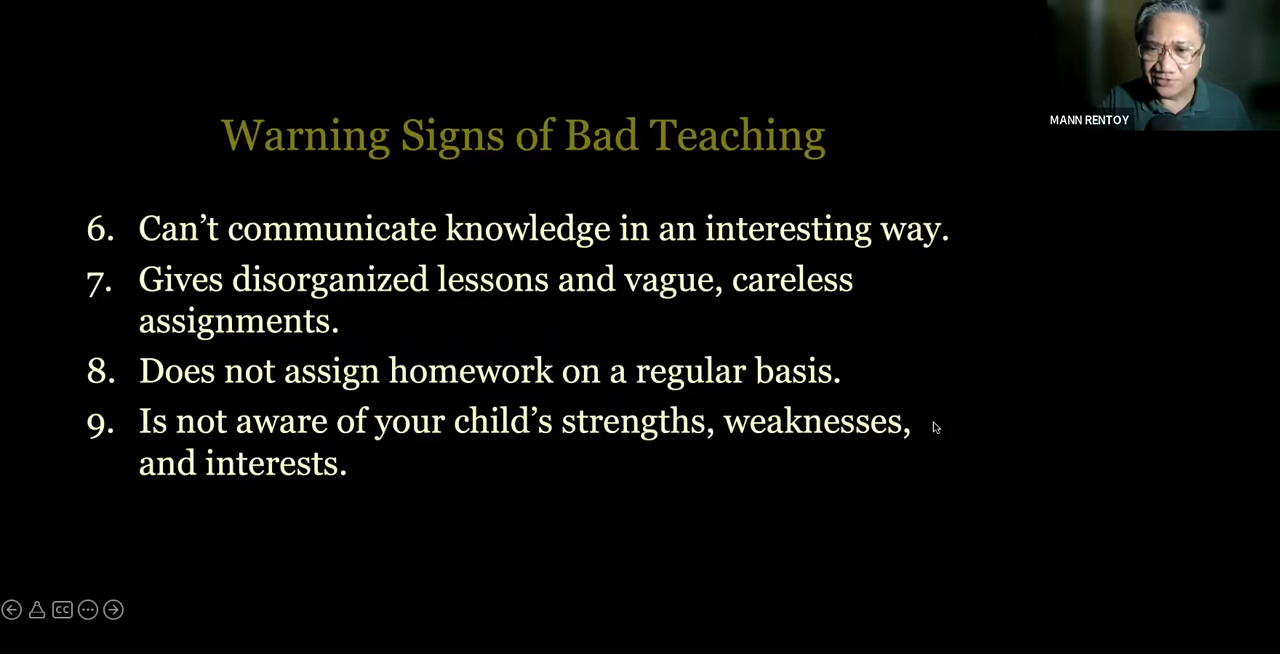 MANN RENTOY
Warning Signs of Bad Teaching
6. Can’t communicate knowledge in an interesting way.
7. Gives disorganized lessons and vague, careless
assignments.
8. Does not assign homework on a regular basis.
9. Is not aware of your child’s strengths, weaknesses,
and interests.
CC